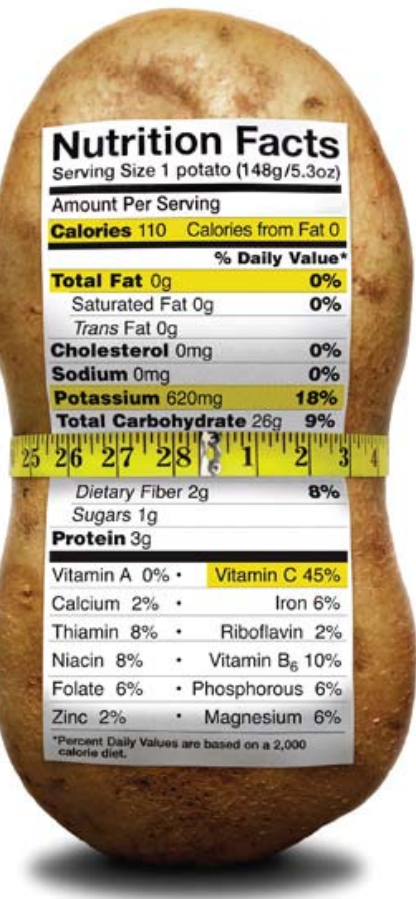 Nutrition Facts
Serving Size 1 potato (148g/5.3oz)
Amount Per Serving
Calories 110 Calories from Fat 0
% Daily Value*
Total Fat 0g 0%
Saturated Fat 0g 0%
Trans Fat 0g
Cholesterol 0mg 0%
Sodium 0mg 0%
Potassium 620mg 18%
Total Carbohydrate 26g 9%
25 26 27 28 1 2 3 4
Dietary Fiber 2g 8%
Sugars 1g
Protein 3g
Vitamin A 0% • Vitamin C 45%
Calcium 2% • Iron 6%
Thiamin 8% • Riboflavin 2%
Niacin 8% • Vitamin B₆ 10%
Folate 6% • Phosphorous 6%
Zinc 2% • Magnesium 6%
*Percent Daily Values are based on a 2,000
calorie diet.